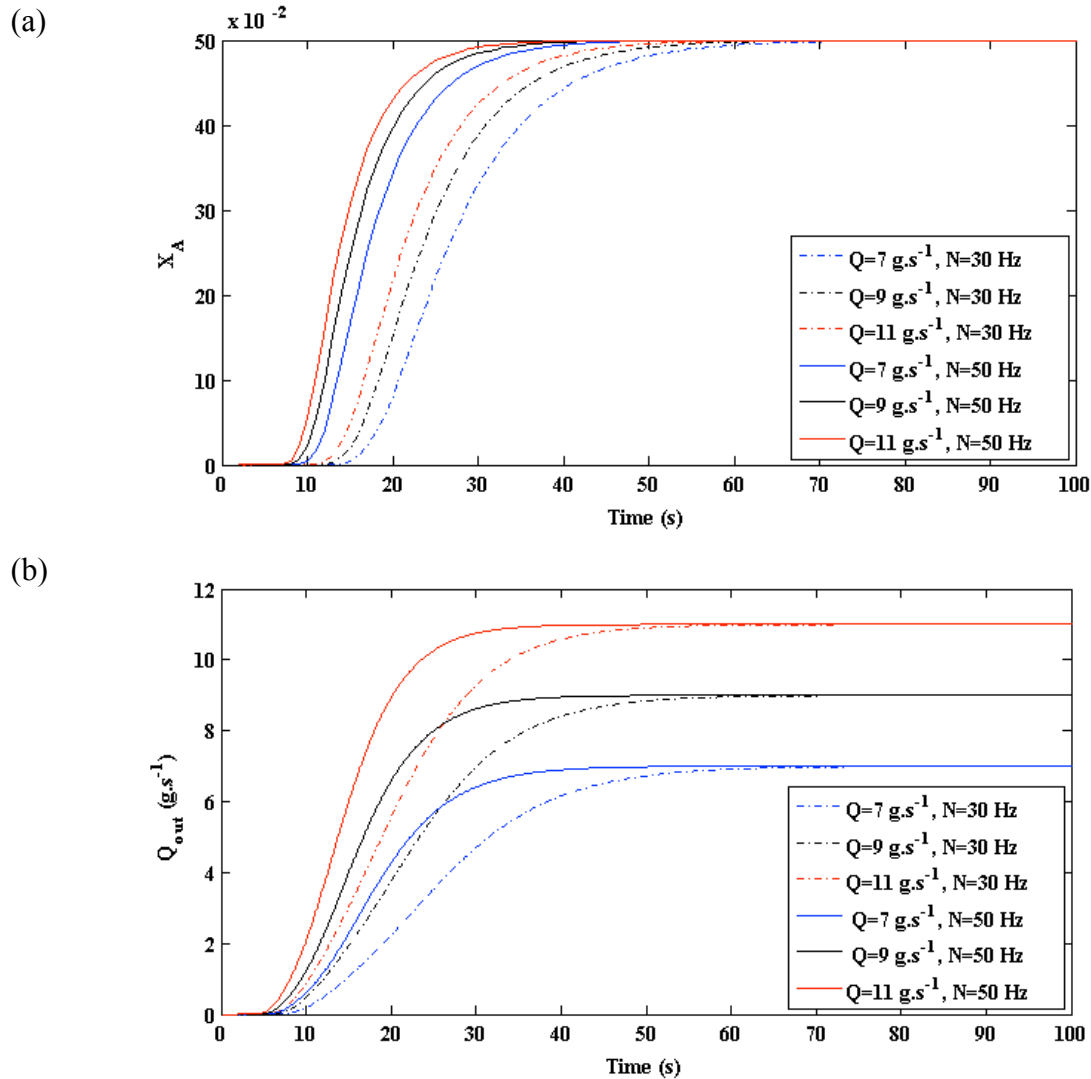 (a)
x 10 -2
50
40
30
20
10
0
X_A
0 10 20 30 40 50 60 70 80 90 100
Time (s)
Q=7 g.s-1, N=30 Hz
Q=9 g.s-1, N=30 Hz
Q=11 g.s-1, N=30 Hz
Q=7 g.s-1, N=50 Hz
Q=9 g.s-1, N=50 Hz
Q=11 g.s-1, N=50 Hz
(b)
12
10
8
6
4
2
0
Q_out (g.s-1)
0 10 20 30 40 50 60 70 80 90 100
Time (s)
Q=7 g.s-1, N=30 Hz
Q=9 g.s-1, N=30 Hz
Q=11 g.s-1, N=30 Hz
Q=7 g.s-1, N=50 Hz
Q=9 g.s-1, N=50 Hz
Q=11 g.s-1, N=50 Hz